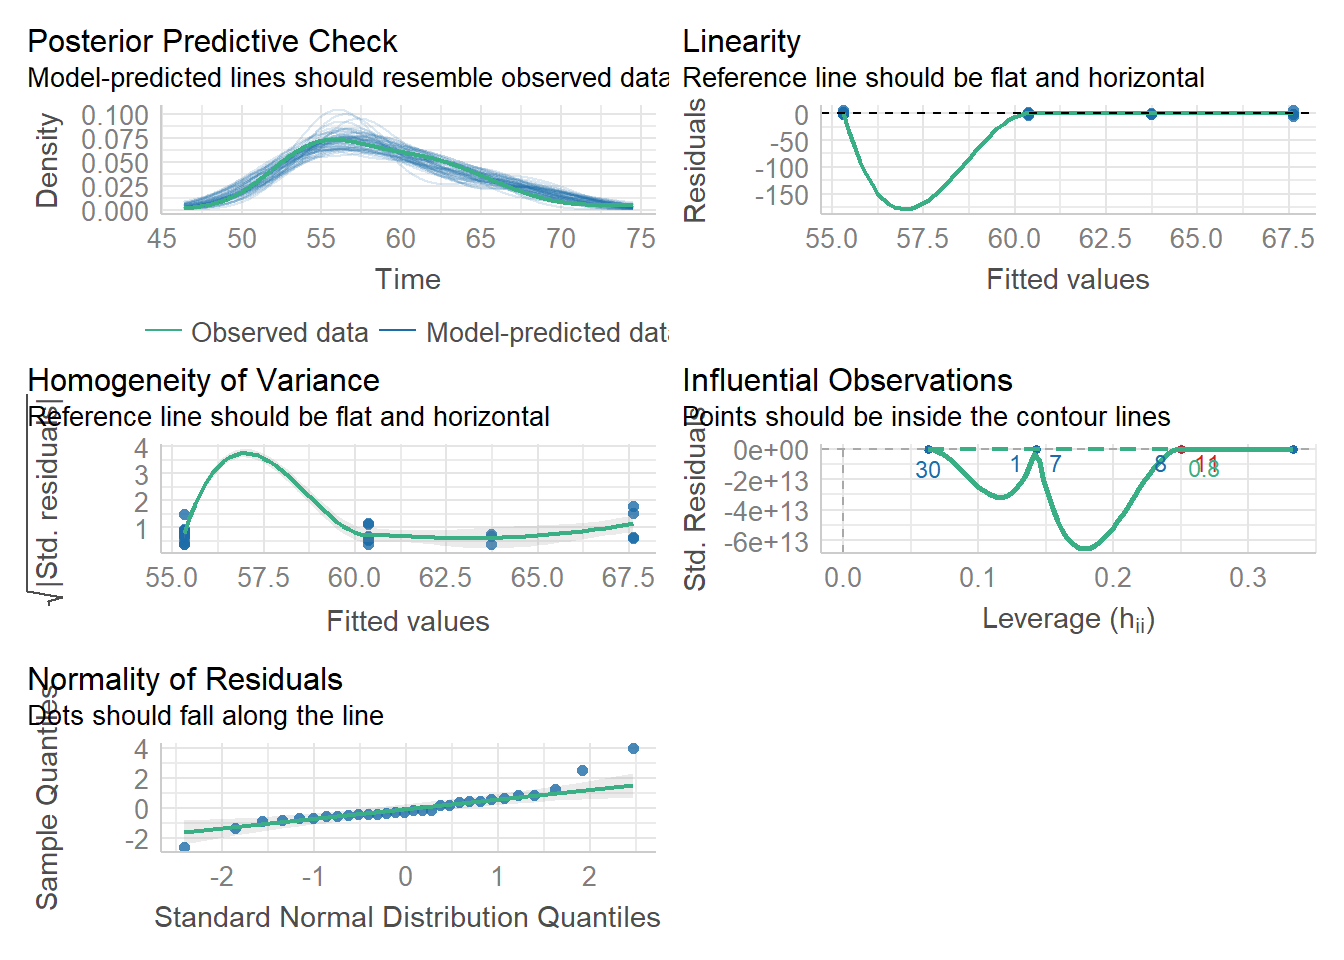 Posterior Predictive Check
Model-predicted lines should resemble observed data
Density
0.100
0.075
0.050
0.025
0.000
45 50 55 60 65 70 75
Time
Observed data Model-predicted data
Linearity
Reference line should be flat and horizontal
Residuals
0
-50
-100
-150
55.0 57.5 60.0 62.5 65.0 67.5
Fitted values
Homogeneity of Variance
Reference line should be flat and horizontal
√|Std. residuals|
4
3
2
1
55.0 57.5 60.0 62.5 65.0 67.5
Fitted values
Influential Observations
Points should be inside the contour lines
Std. Residuals
0e+00
-2e+13
-4e+13
-6e+13
30 1 7 8 11 0.8
0.0 0.1 0.2 0.3
Leverage (hii)
Normality of Residuals
Dots should fall along the line
Sample Quantiles
4
2
0
-2
-2 -1 0 1 2
Standard Normal Distribution Quantiles